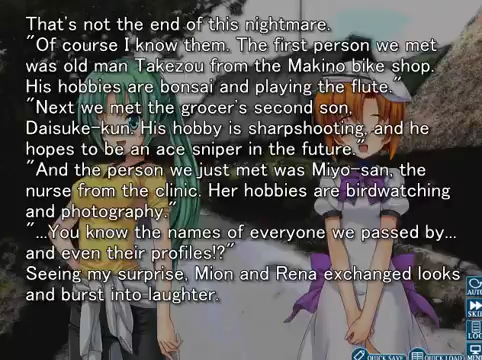 That's not the end of this nightmare.
"Of course I know them. The first person we met
was old man Takezou from the Makino bike shop.
His hobbies are bonsai and playing the flute."
"Next we met the grocer's second son,
Daisuke-kun. His hobby is sharpshooting, and he
hopes to be an ace sniper in the future."
"And the person we just met was Miyo-san, the
nurse from the clinic. Her hobbies are birdwatching
and photography."
"...You know the names of everyone we passed by...
and even their profiles!?"
Seeing my surprise, Mion and Rena exchanged looks
and burst into laughter.
AUTO
SKIP
LOG
QUICK SAVE
QUICK LOAD
MENU